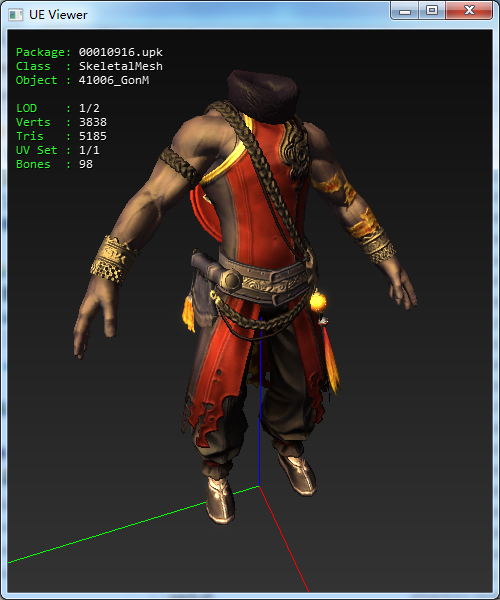 UE Viewer
Package: 00010916.upk
Class  : SkeletalMesh
Object : 41006_GonM
LOD    : 1/2
Verts  : 3838
Tris   : 5185
UV Set : 1/1
Bones  : 98